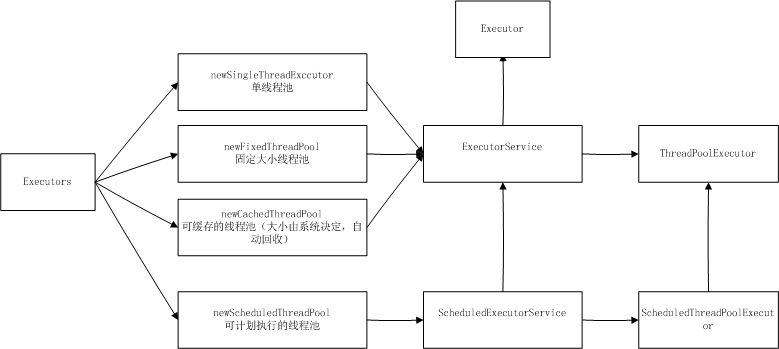 Executor
newSingleThreadExccutor
单线程池
newFixedThreadPool
固定大小线程池
ExecutorService
ThreadPoolExecutor
Executors
newCachedThreadPool
可缓存的线程池（大小由系统决定，自
动回收）
newScheduledThreadPool
可计划执行的线程池
ScheduledExecutorService
ScheduledThreadPoolExecut
or